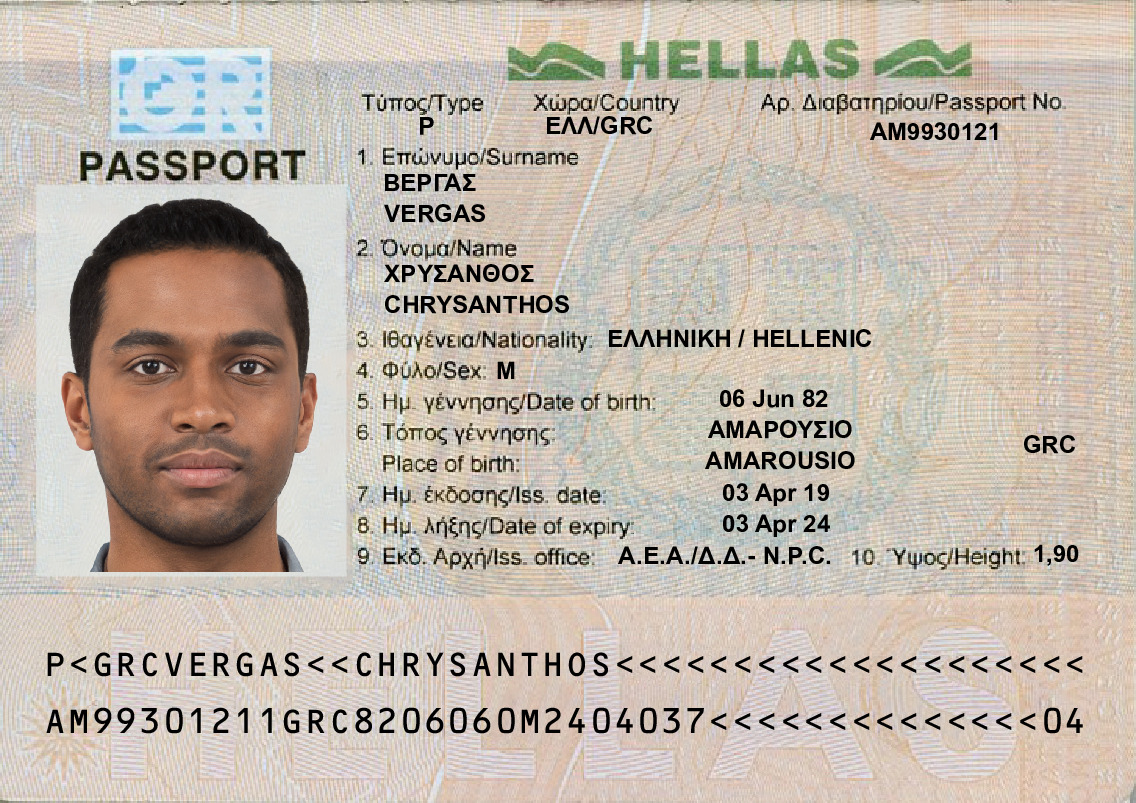 GR
HELLAS
PASSPORT
Τύπος/Type Χώρα/Country Αρ. Διαβατηρίου/Passport No.
P ΕΛΛ/GRC AM9930121
1. Επώνυμο/Surname
ΒΕΡΓΑΣ
VERGAS
2. Όνομα/Name
ΧΡΥΣΑΝΘΟΣ
CHRYSANTHOS
3. Ιθαγένεια/Nationality: ΕΛΛΗΝΙΚΗ / HELLENIC
4. Φύλο/Sex: M
5. Ημ. γέννησης/Date of birth: 06 Jun 82
6. Τόπος γέννησης: ΑΜΑΡΟΥΣΙΟ
Place of birth: AMAROUSIO GRC
7. Ημ. έκδοσης/Iss. date: 03 Apr 19
8. Ημ. λήξης/Date of expiry: 03 Apr 24
9 Εκδ. Αρχή/Iss. office: Α.Ε.Α./Δ.Δ.- N.P.C. 10. Ύψος/Height: 1,90
HELLAS
P<GRCVERGAS<<CHRYSANTHOS<<<<<<<<<<<<<<<<<<<<
AM99301211GRC8206060M2404037<<<<<<<<<<<<<<04